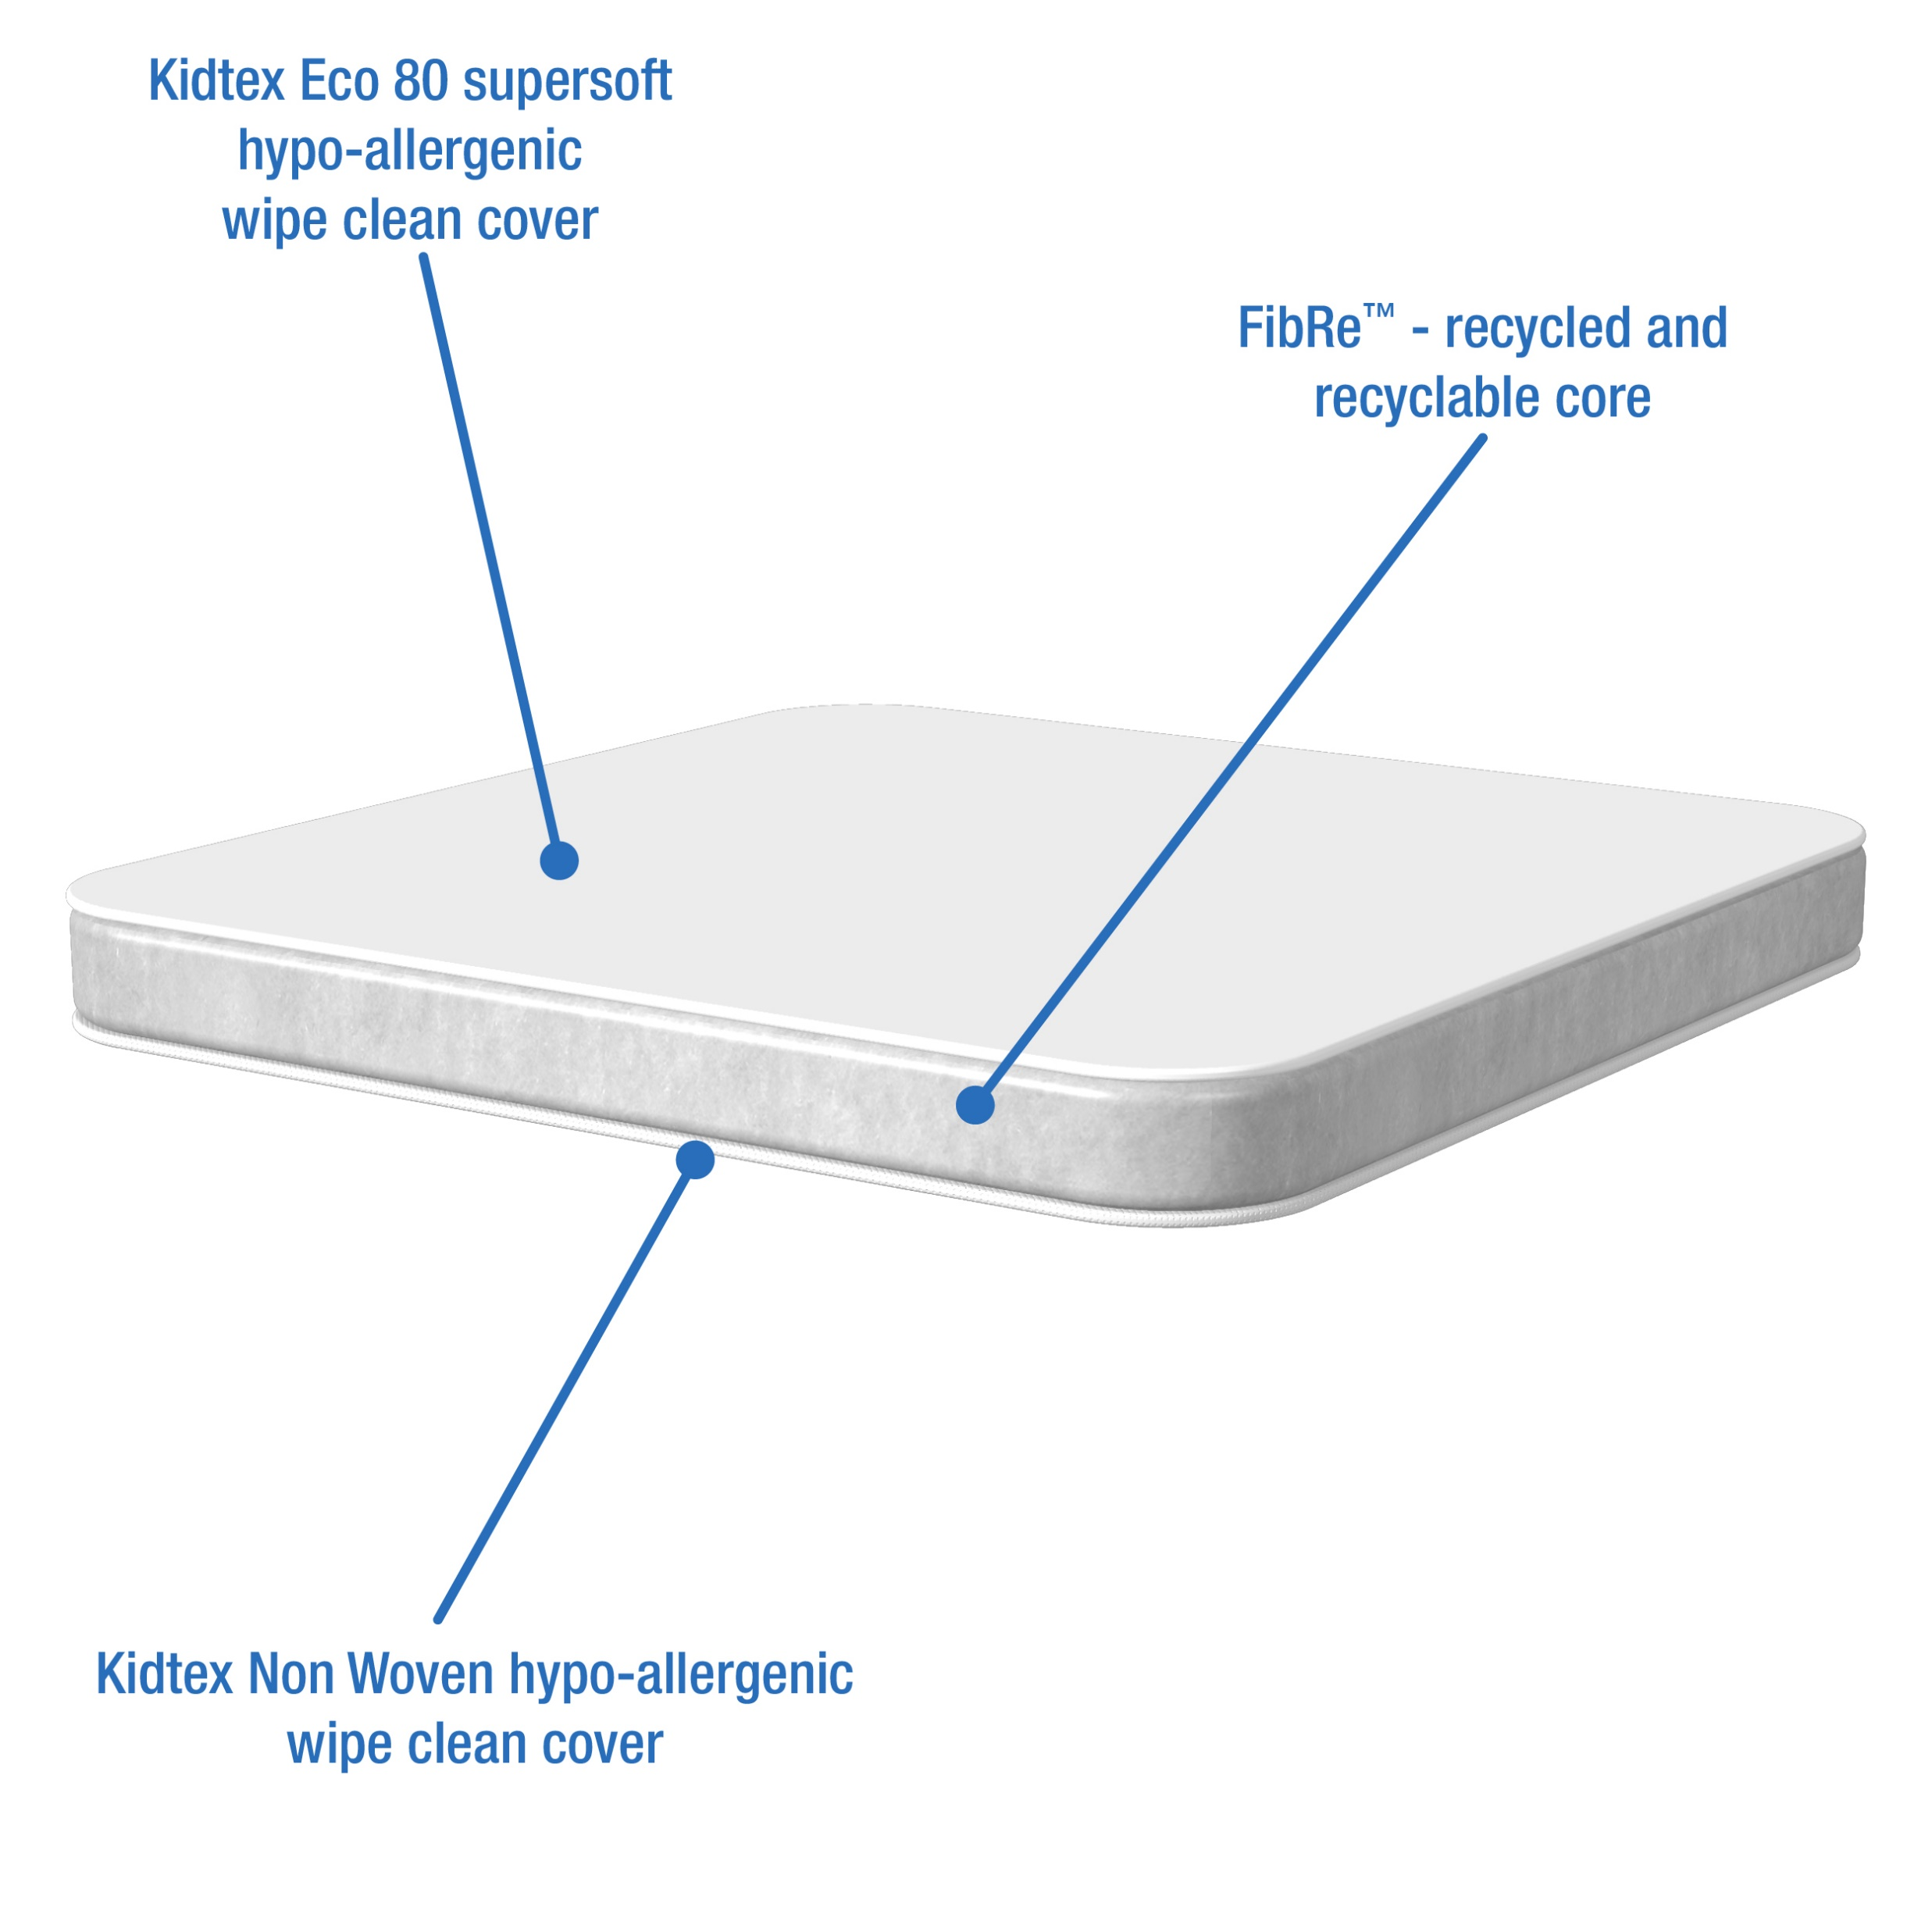 Kidtex Eco 80 supersoft
hypo-allergenic
wipe clean cover
FibRe™ - recycled and
recyclable core
Kidtex Non Woven hypo-allergenic
wipe clean cover